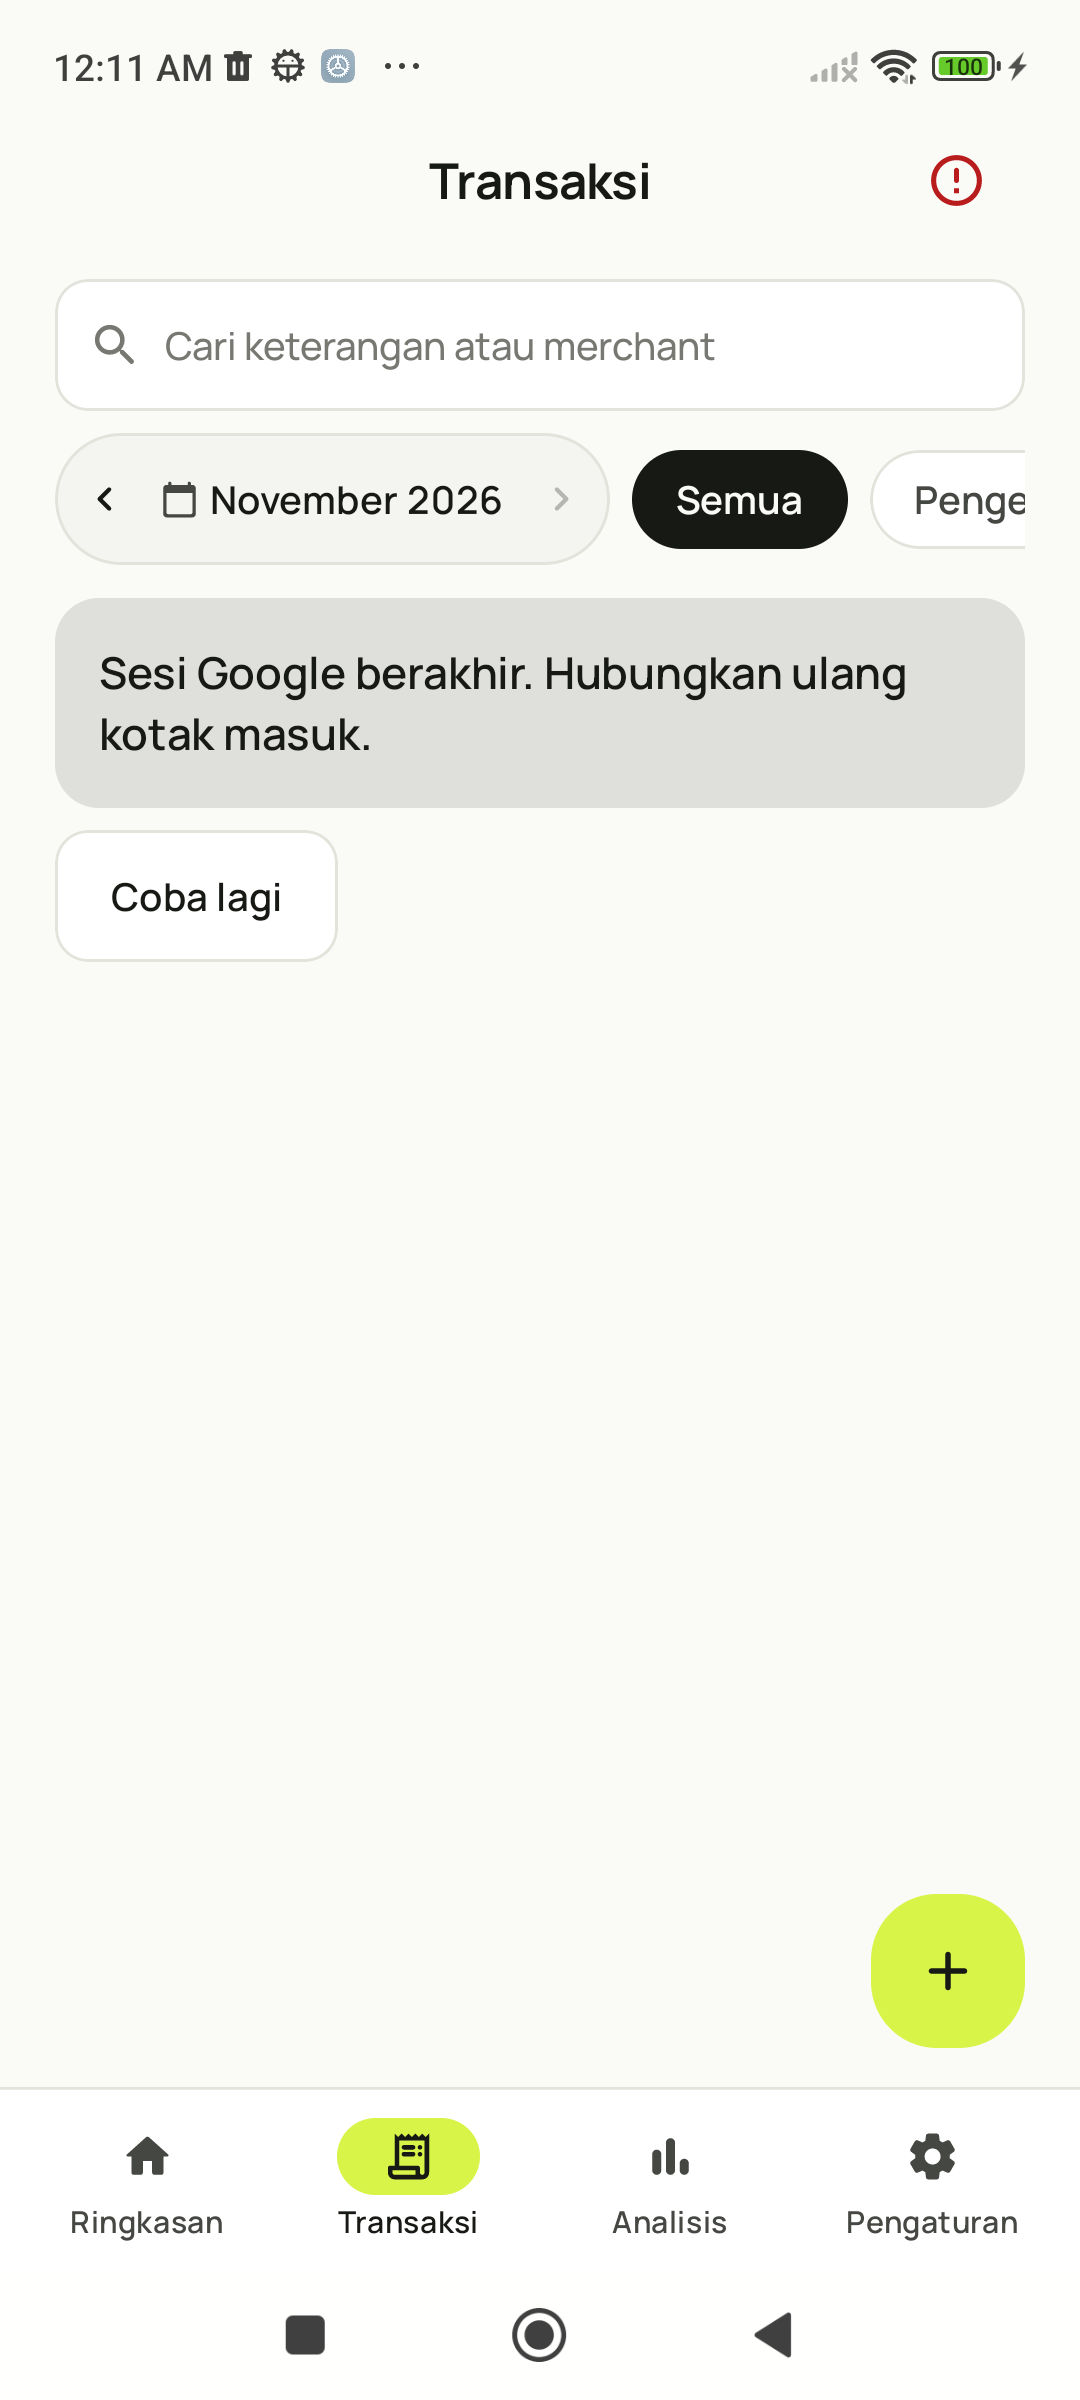 12:11 AM
100
Transaksi
Cari keterangan atau merchant
November 2026
Semua
Penge
Sesi Google berakhir. Hubungkan ulang
kotak masuk.
Coba lagi
Ringkasan
Transaksi
Analisis
Pengaturan